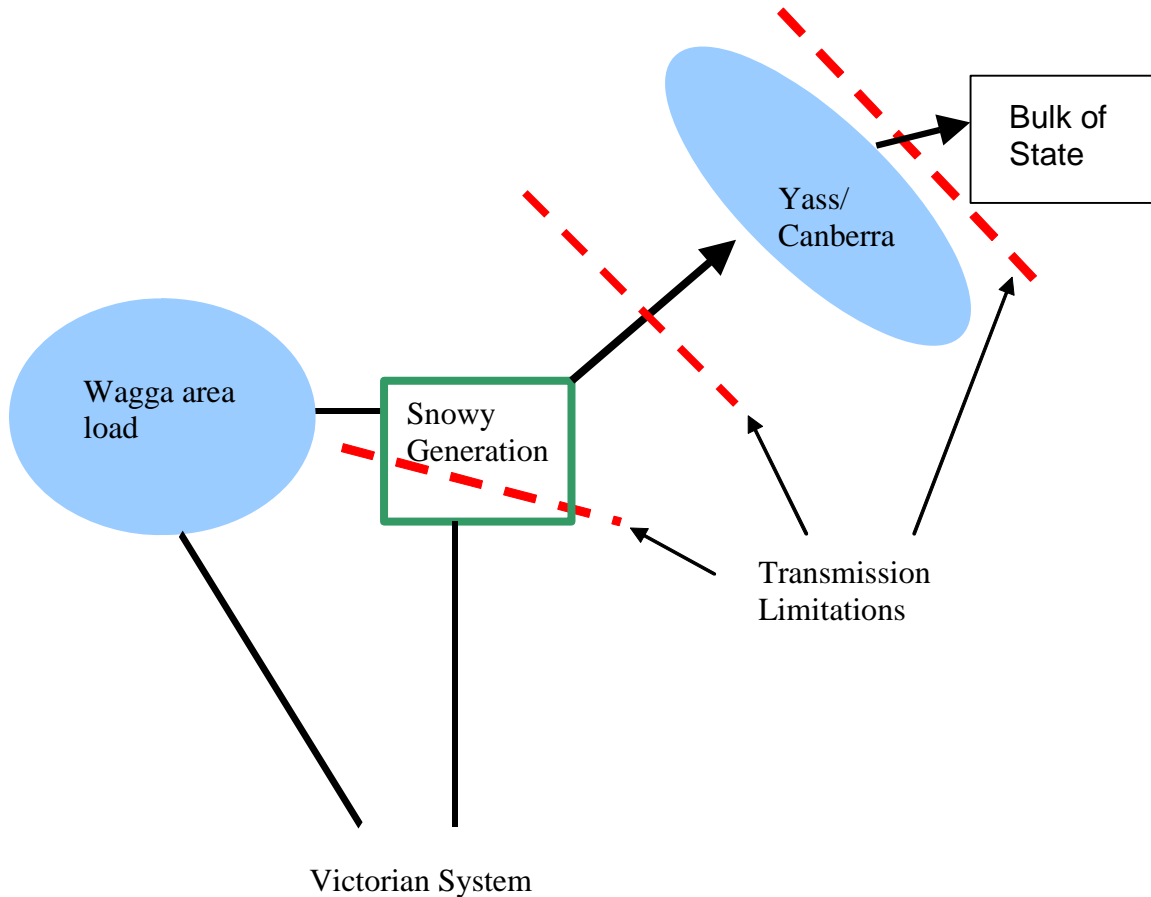 Bulk of
State
Yass/
Canberra
Wagga area
load
Snowy
Generation
Transmission
Limitations
Victorian System